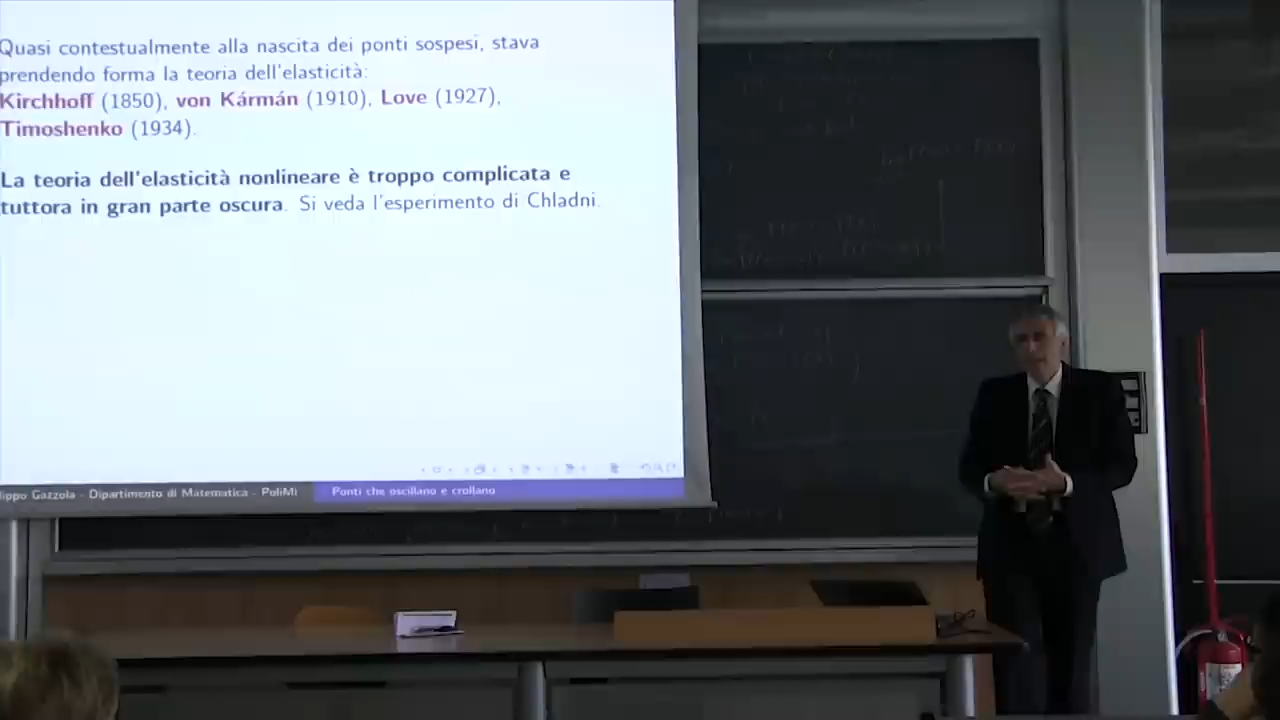 Quasi contestualmente alla nascita dei ponti sospesi, stava
prendendo forma la teoria dell'elasticità:
Kirchhoff (1850), von Kármán (1910), Love (1927),
Timoshenko (1934).
La teoria dell'elasticità nonlineare è troppo complicata e
tuttora in gran parte oscura. Si veda l'esperimento di Chladni.
Gazzola - Dipartimento di Matematica - PoliMi
Ponti che oscillano e crollano